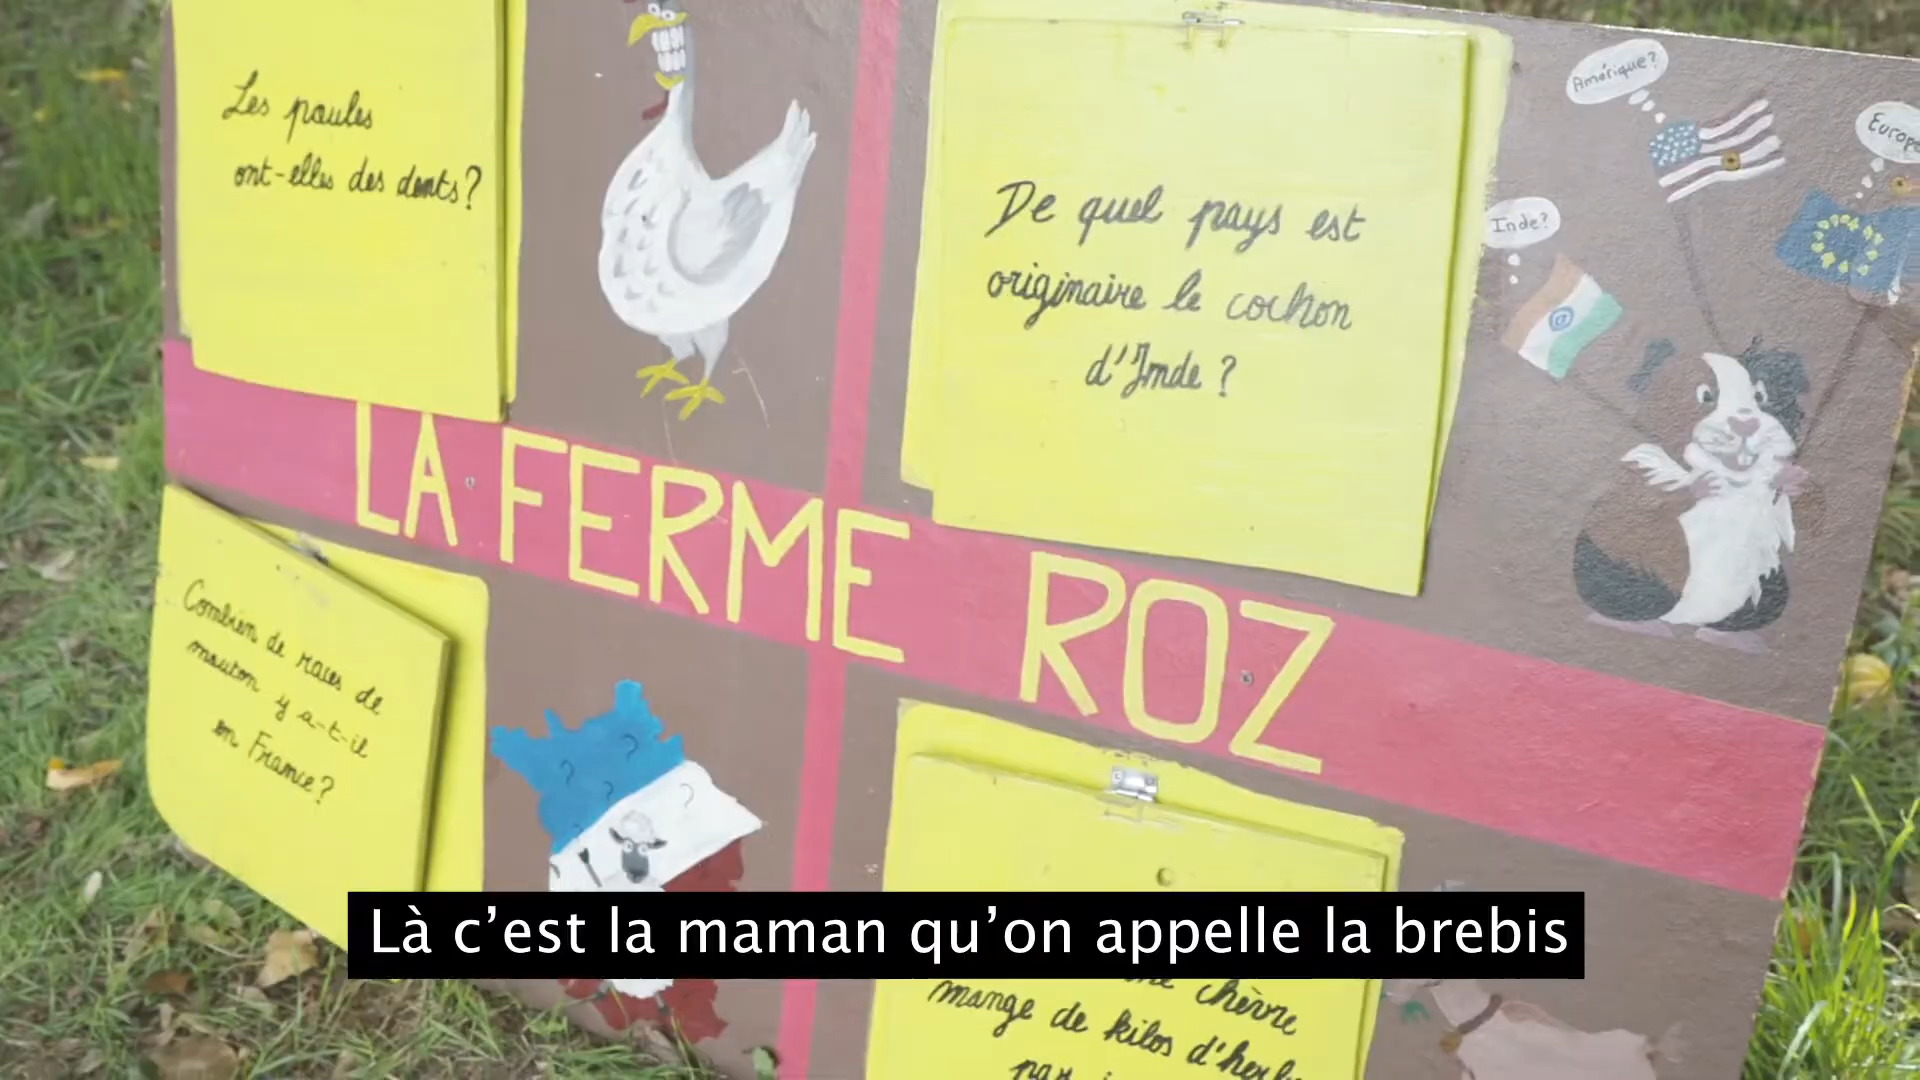 Les poules
ont-elles des dents?
De quel pays est
originaire le cochon
d'Inde ?
Amérique?
Europe
Inde?
LA FERME ROZ
Combien de races de
mouton y a-t-il
en France?
? ? ? ?
chèvre
mange de kilos d'herbe
par
Là c'est la maman qu'on appelle la brebis